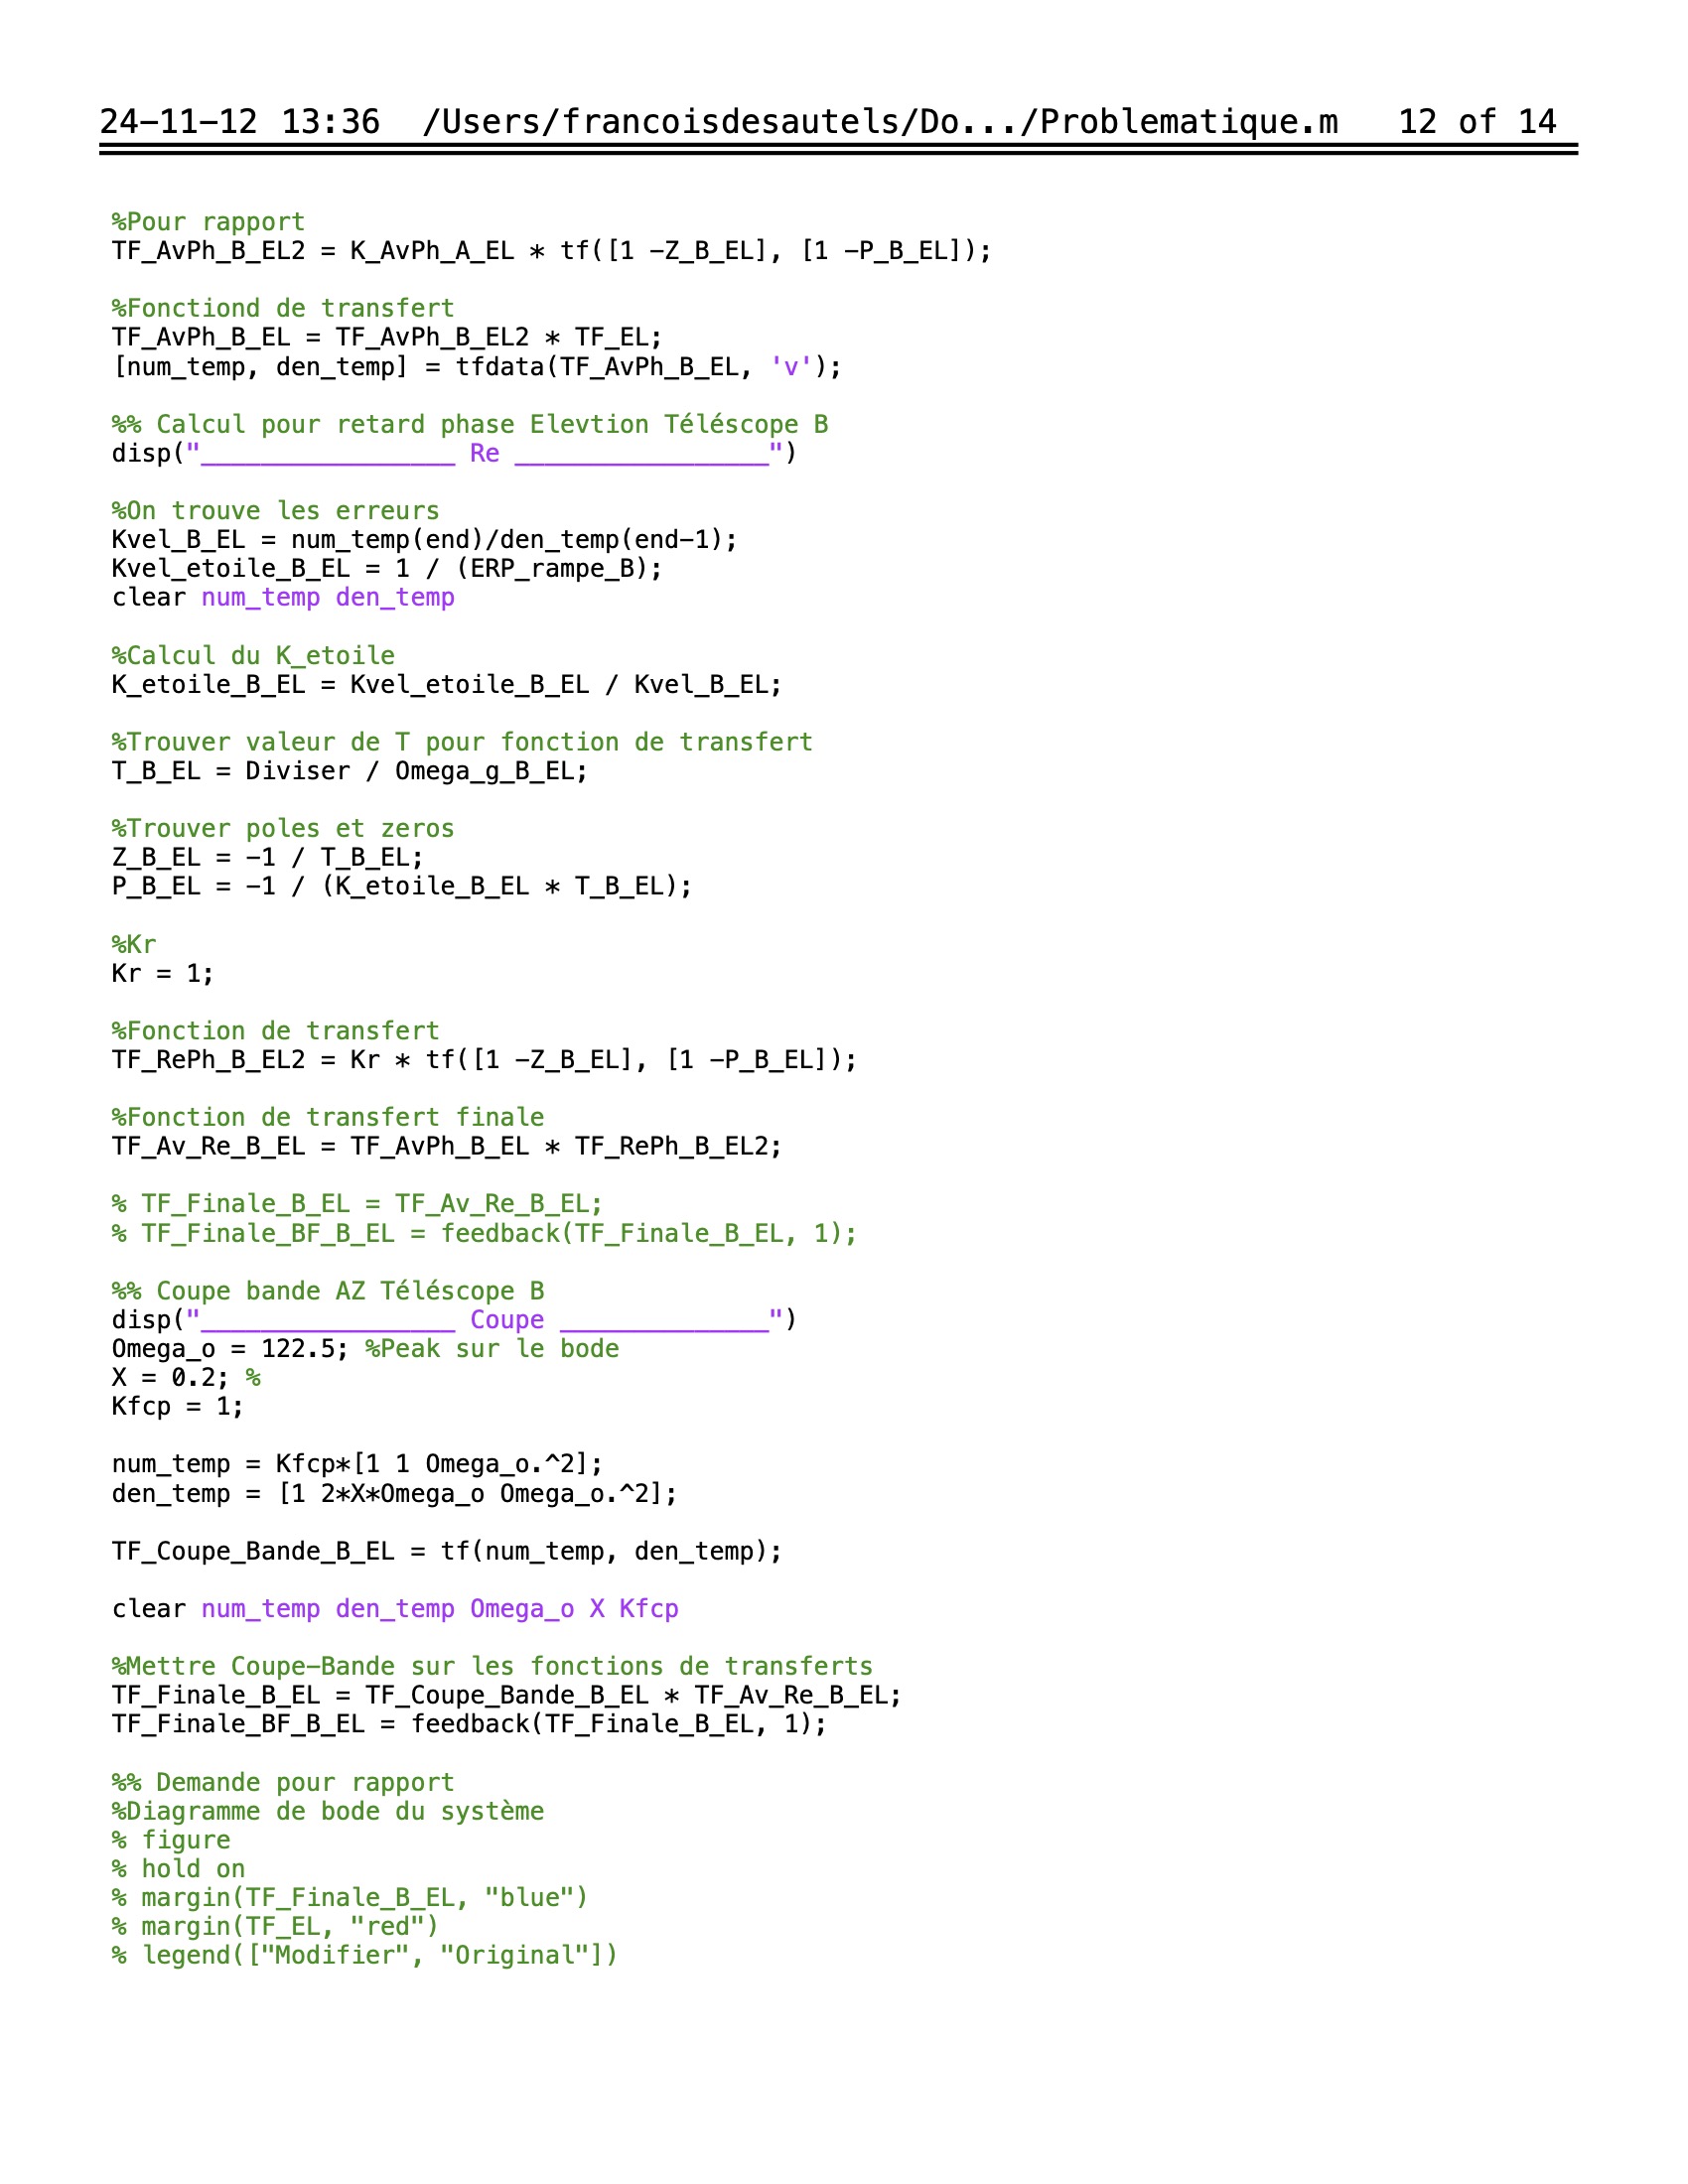 24-11-12 13:36 /Users/francoisdesautels/Do.../Problematique.m 12 of 14
%Pour rapport
TF_AvPh_B_EL2 = K_AvPh_A_EL * tf([1 -Z_B_EL], [1 -P_B_EL]);
%Fonctiond de transfert
TF_AvPh_B_EL = TF_AvPh_B_EL2 * TF_EL;
[num_temp, den_temp] = tfdata(TF_AvPh_B_EL, 'v');
%% Calcul pour retard phase Elevtion Téléscope B
disp("_________________ Re _________________")
%On trouve les erreurs
Kvel_B_EL = num_temp(end)/den_temp(end-1);
Kvel_etoile_B_EL = 1 / (ERP_rampe_B);
clear num_temp den_temp
%Calcul du K_etoile
K_etoile_B_EL = Kvel_etoile_B_EL / Kvel_B_EL;
%Trouver valeur de T pour fonction de transfert
T_B_EL = Diviser / Omega_g_B_EL;
%Trouver poles et zeros
Z_B_EL = -1 / T_B_EL;
P_B_EL = -1 / (K_etoile_B_EL * T_B_EL);
%Kr
Kr = 1;
%Fonction de transfert
TF_RePh_B_EL2 = Kr * tf([1 -Z_B_EL], [1 -P_B_EL]);
%Fonction de transfert finale
TF_Av_Re_B_EL = TF_AvPh_B_EL * TF_RePh_B_EL2;
% TF_Finale_B_EL = TF_Av_Re_B_EL;
% TF_Finale_BF_B_EL = feedback(TF_Finale_B_EL, 1);
%% Coupe bande AZ Téléscope B
disp("_________________ Coupe ______________")
Omega_o = 122.5; %Peak sur le bode
X = 0.2; %
Kfcp = 1;
num_temp = Kfcp*[1 1 Omega_o.^2];
den_temp = [1 2*X*Omega_o Omega_o.^2];
TF_Coupe_Bande_B_EL = tf(num_temp, den_temp);
clear num_temp den_temp Omega_o X Kfcp
%Mettre Coupe-Bande sur les fonctions de transferts
TF_Finale_B_EL = TF_Coupe_Bande_B_EL * TF_Av_Re_B_EL;
TF_Finale_BF_B_EL = feedback(TF_Finale_B_EL, 1);
%% Demande pour rapport
%Diagramme de bode du système
% figure
% hold on
% margin(TF_Finale_B_EL, "blue")
% margin(TF_EL, "red")
% legend(["Modifier", "Original"])